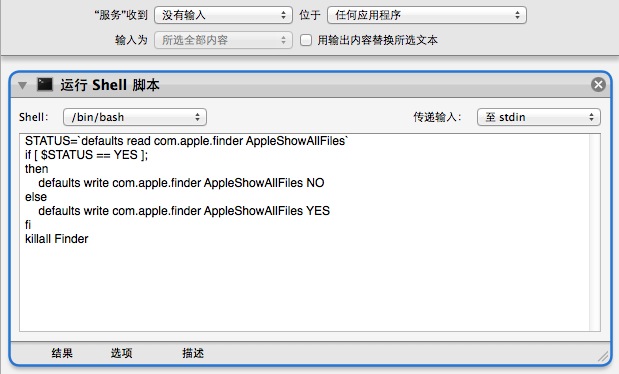 “服务”收到 没有输入 位于 任何应用程序
输入为 所选全部内容 用输出内容替换所选文本
运行 Shell 脚本
Shell: /bin/bash 传递输入: 至 stdin
STATUS=`defaults read com.apple.finder AppleShowAllFiles`
if [ $STATUS == YES ];
then
    defaults write com.apple.finder AppleShowAllFiles NO
else
    defaults write com.apple.finder AppleShowAllFiles YES
fi
killall Finder
结果 选项 描述